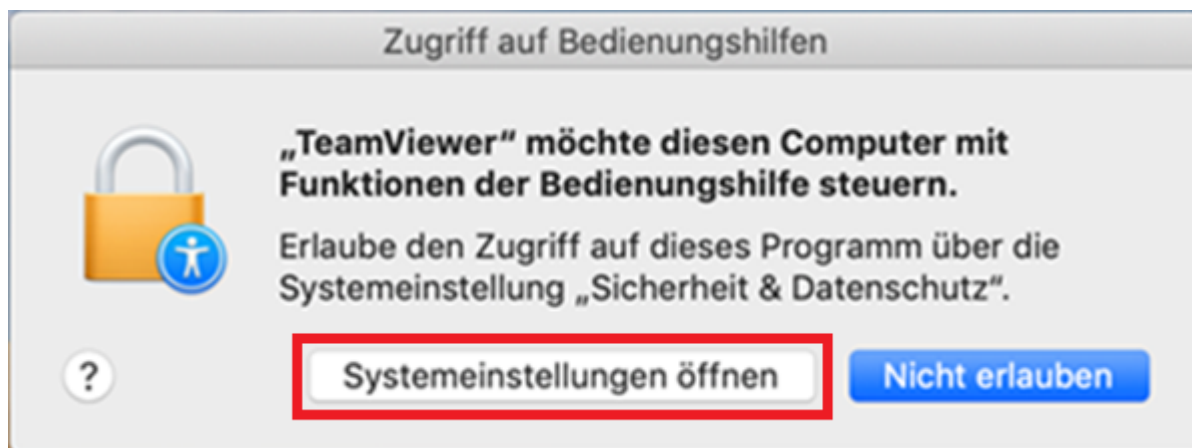 Zugriff auf Bedienungshilfen
„TeamViewer“ möchte diesen Computer mit
Funktionen der Bedienungshilfe steuern.
Erlaube den Zugriff auf dieses Programm über die
Systemeinstellung „Sicherheit & Datenschutz“.
? Systemeinstellungen öffnen Nicht erlauben